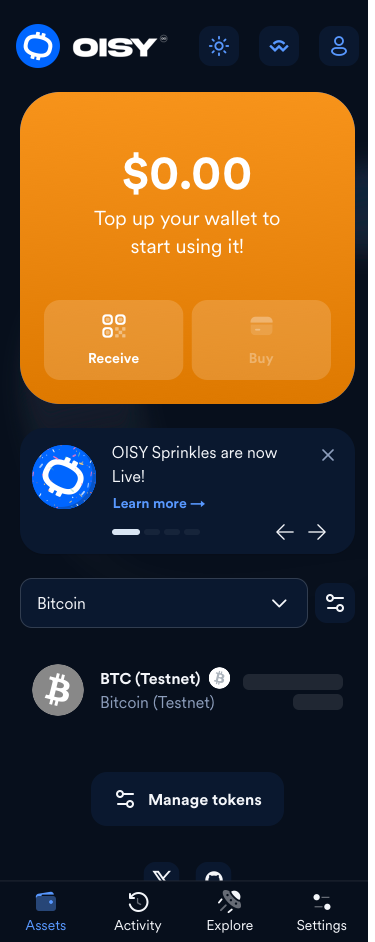 OISY
$0.00
Top up your wallet to
start using it!
Receive
Buy
OISY Sprinkles are now
Live!
Learn more →
Bitcoin
BTC (Testnet)
Bitcoin (Testnet)
Manage tokens
Assets
Activity
Explore
Settings